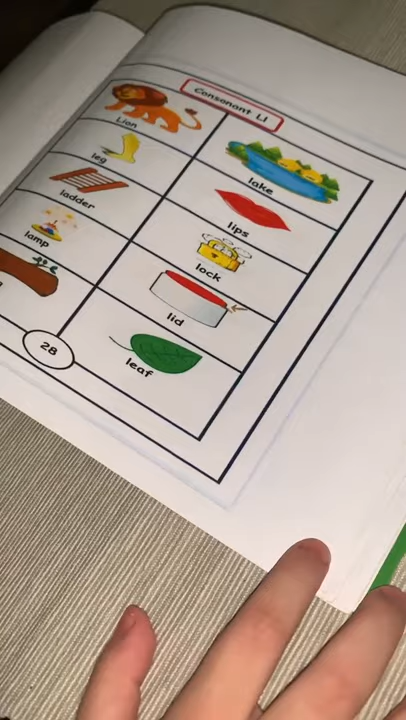 Consonant Ll
Lion
lake
leg
lips
ladder
lock
lamp
lid
leaf
28